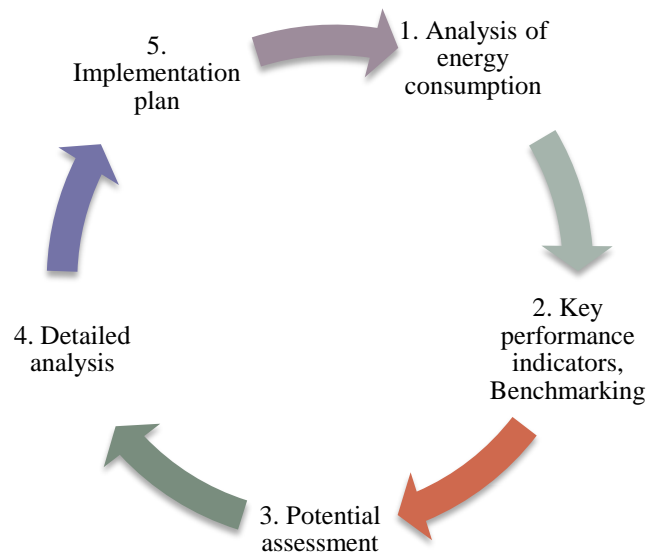 1. Analysis of
energy
consumption
2. Key
performance
indicators,
Benchmarking
3. Potential
assessment
4. Detailed
analysis
5.
Implementation
plan